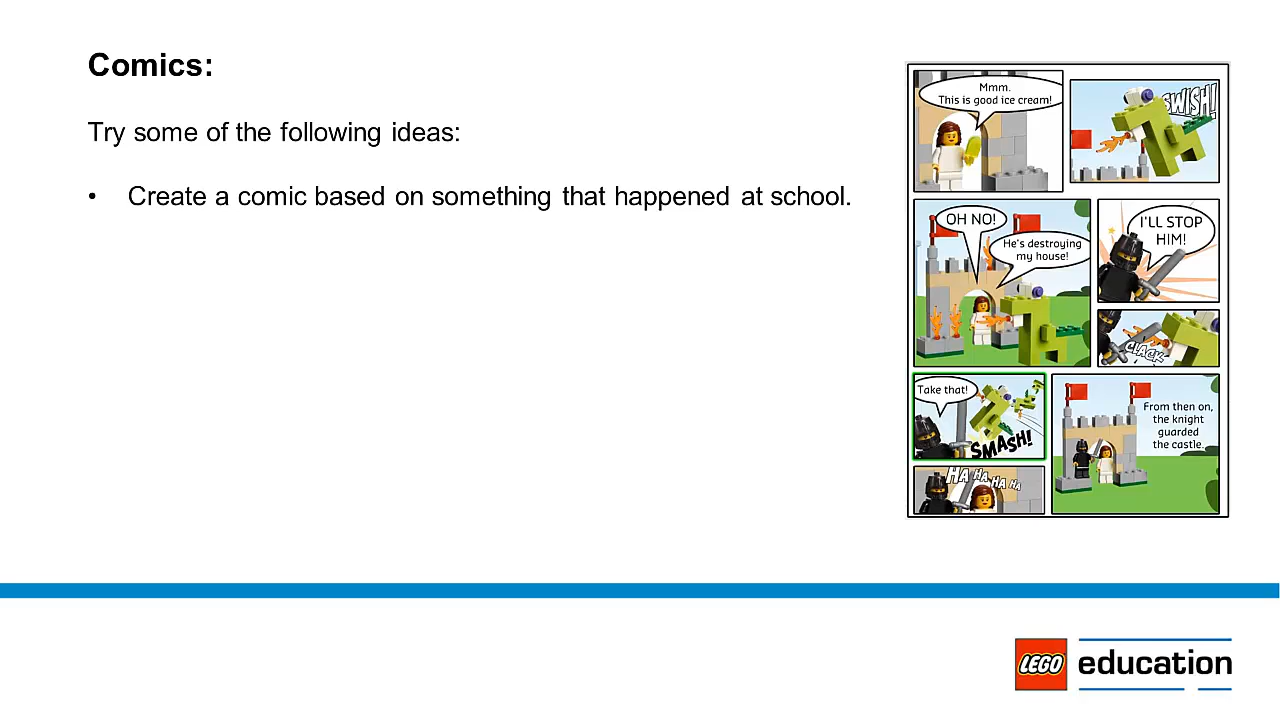 Comics:
Try some of the following ideas:
• Create a comic based on something that happened at school.
Mmm.
This is good ice cream!
SWISH!
OH NO!
He's destroying
my house!
I'LL STOP
HIM!
CLACK
Take that!
SMASH!
HA HA HA HA
From then on,
the knight
guarded
the castle.
LEGO education